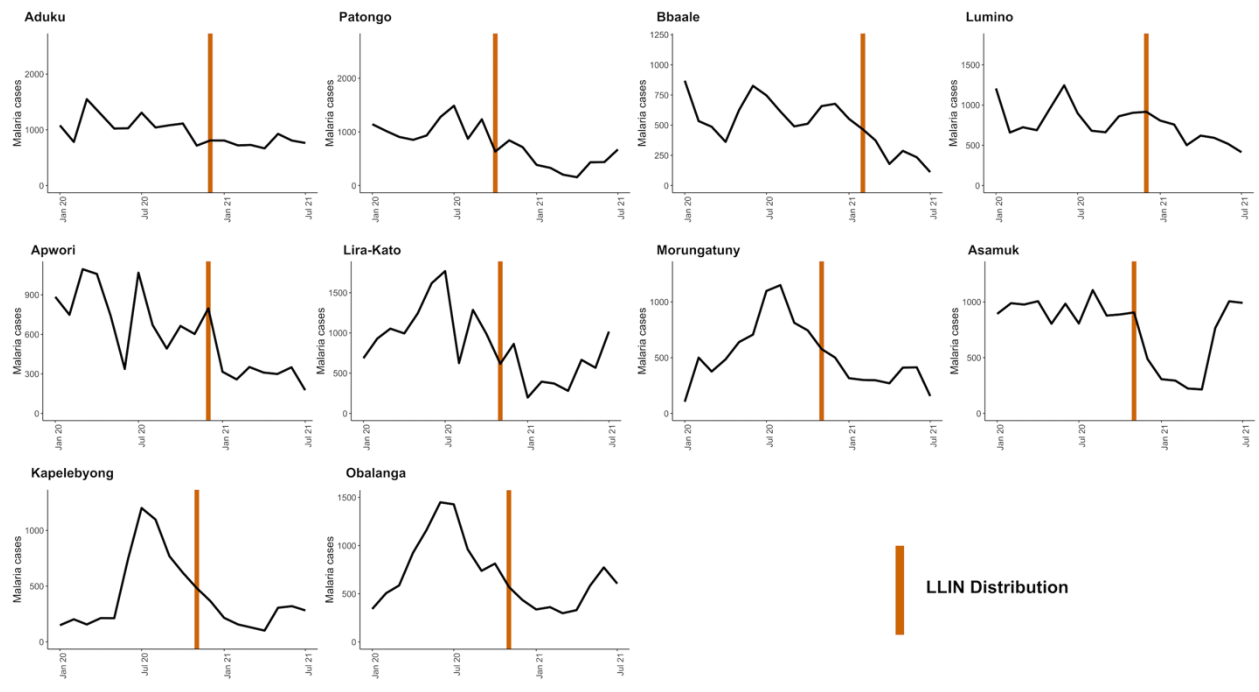 Aduku
Malaria cases
2000
1000
0
Jan 20
Jul 20
Jan 21
Jul 21
Patongo
Malaria cases
2000
1000
0
Jan 20
Jul 20
Jan 21
Jul 21
Bbaale
Malaria cases
1250
1000
750
500
250
0
Jan 20
Jul 20
Jan 21
Jul 21
Lumino
Malaria cases
1500
1000
500
0
Jan 20
Jul 20
Jan 21
Jul 21
Apwori
Malaria cases
900
600
300
0
Jan 20
Jul 20
Jan 21
Jul 21
Lira-Kato
Malaria cases
1500
1000
500
0
Jan 20
Jul 20
Jan 21
Jul 21
Morungatuny
Malaria cases
1000
500
0
Jan 20
Jul 20
Jan 21
Jul 21
Asamuk
Malaria cases
1000
500
0
Jan 20
Jul 20
Jan 21
Jul 21
Kapelebyong
Malaria cases
1000
500
0
Jan 20
Jul 20
Jan 21
Jul 21
Obalanga
Malaria cases
1500
1000
500
0
Jan 20
Jul 20
Jan 21
Jul 21
LLIN Distribution